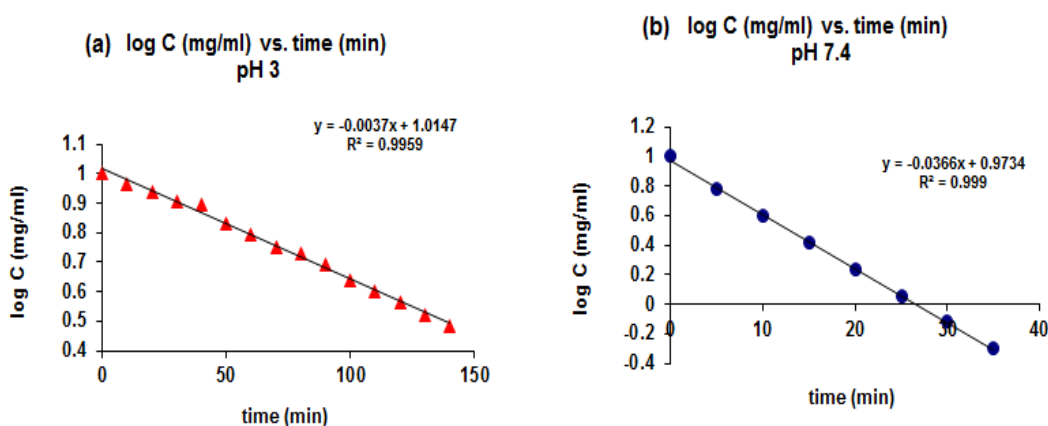 (a) log C (mg/ml) vs. time (min)
pH 3
y = -0.0037x + 1.0147
R² = 0.9959
1.1
1
0.9
0.8
0.7
0.6
0.5
0.4
log C (mg/ml)
0 50 100 150
time (min)
(b) log C (mg/ml) vs. time (min)
pH 7.4
y = -0.0366x + 0.9734
R² = 0.999
1.2
1
0.8
0.6
0.4
0.2
0
-0.2
-0.4
log C (mg/ml)
0 10 20 30 40
time (min)